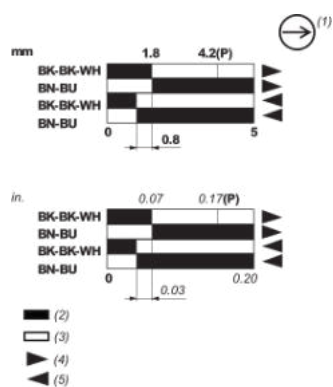 (1)
mm 1.8 4.2(P)
BK-BK-WH
BN-BU
BK-BK-WH
BN-BU
0 5
0.8
in. 0.07 0.17(P)
BK-BK-WH
BN-BU
BK-BK-WH
BN-BU
0 0.20
0.03
(2)
(3)
(4)
(5)